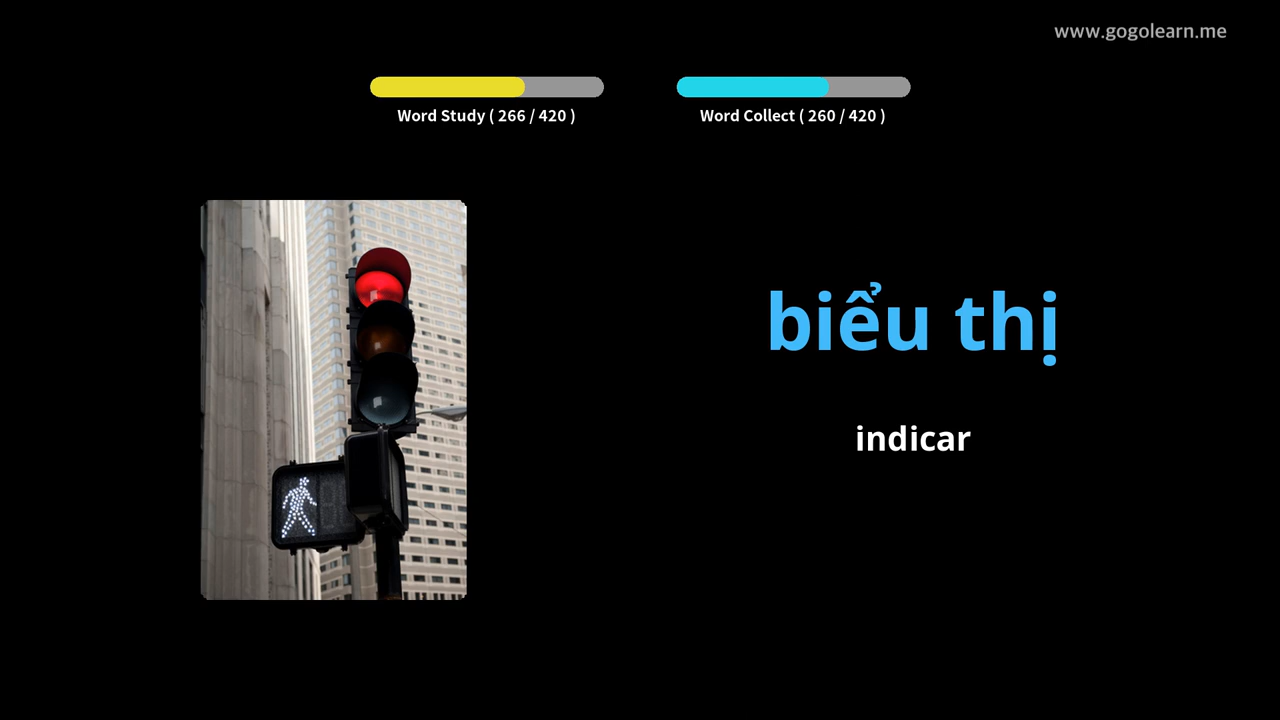 www.gogolearn.me
Word Study ( 266 / 420 )
Word Collect ( 260 / 420 )
biểu thị
indicar